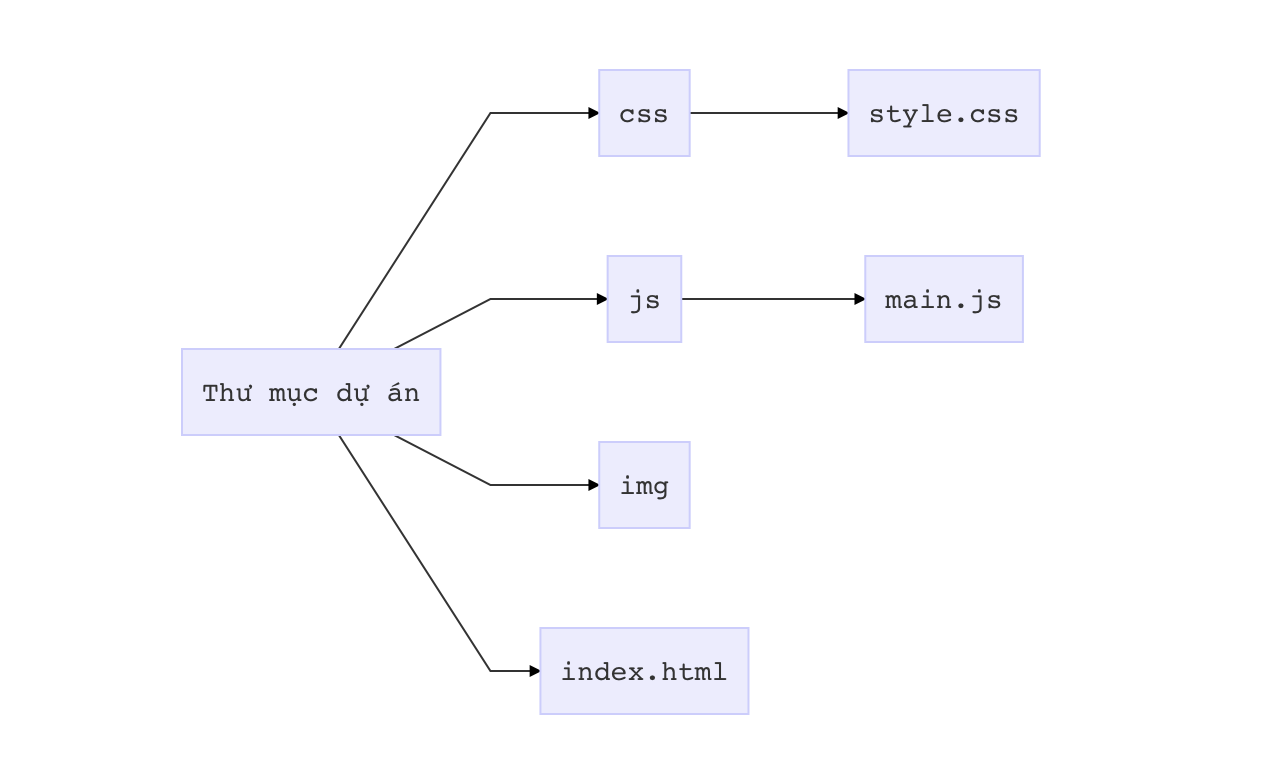 css
style.css
js
main.js
Thư mục dự án
img
index.html